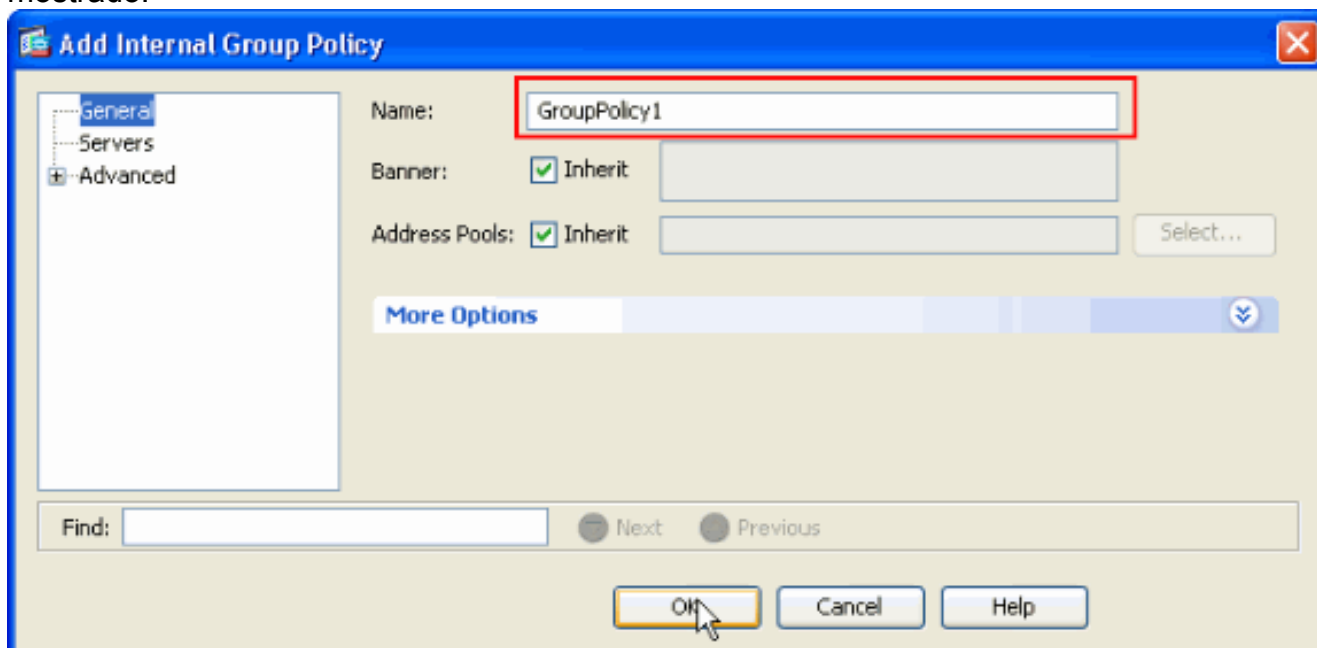 mostrado.
Add Internal Group Policy
General
Servers
Advanced
Name: GroupPolicy1
Banner: Inherit
Address Pools: Inherit Select...
More Options
Find: Next Previous
OK Cancel Help